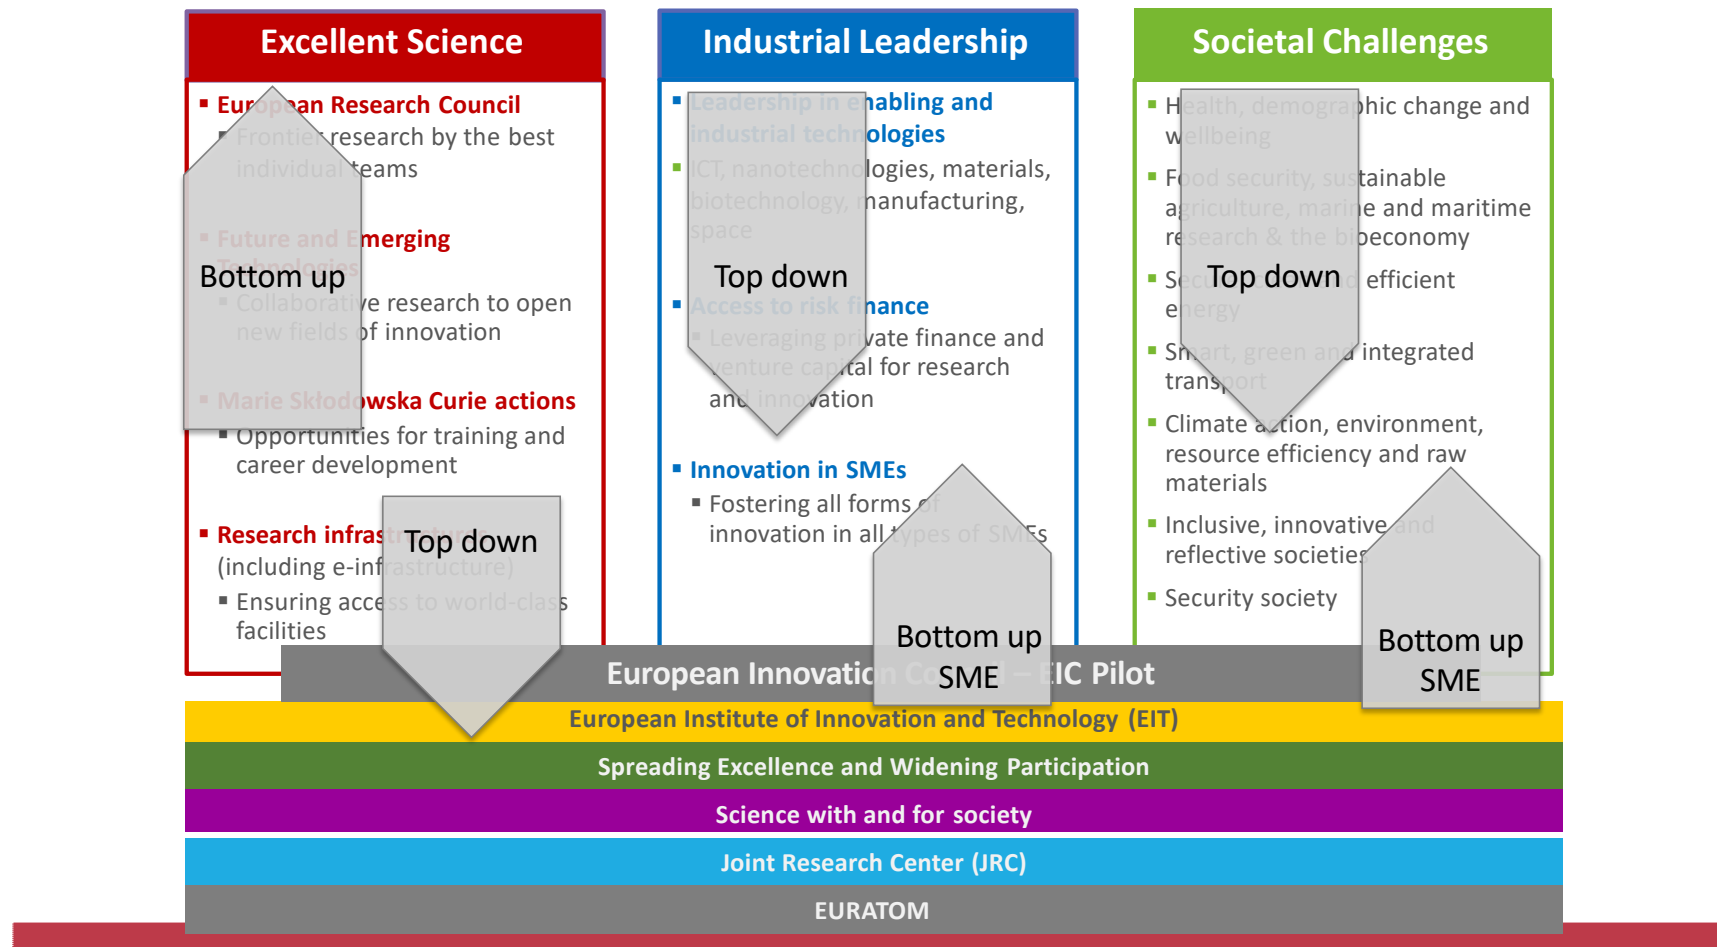 Excellent Science
▪ European Research Council
▪ Frontier research by the best
individual teams
▪ Future and Emerging
Technologies
▪ Collaborative research to open
new fields of innovation
▪ Marie Skłodowska Curie actions
▪ Opportunities for training and
career development
▪ Research infrastructures
(including e-infrastructure)
▪ Ensuring access to world-class
facilities
Bottom up
Top down
Industrial Leadership
▪ Leadership in enabling and
industrial technologies
▪ ICT, nanotechnologies, materials,
biotechnology, manufacturing,
space
▪ Access to risk finance
▪ Leveraging private finance and
venture capital for research
and innovation
▪ Innovation in SMEs
▪ Fostering all forms of
innovation in all types of SMEs
Top down
Bottom up
SME
Societal Challenges
▪ Health, demographic change and
wellbeing
▪ Food security, sustainable
agriculture, marine and maritime
research & the bioeconomy
▪ and efficient
energy
▪ Smart, green and integrated
transport
▪ Climate action, environment,
resource efficiency and raw
materials
▪ Inclusive, innovative and
reflective societies
▪ Security society
Top down
Bottom up
SME
European Innovation Council – EIC Pilot
European Institute of Innovation and Technology (EIT)
Spreading Excellence and Widening Participation
Science with and for society
Joint Research Center (JRC)
EURATOM